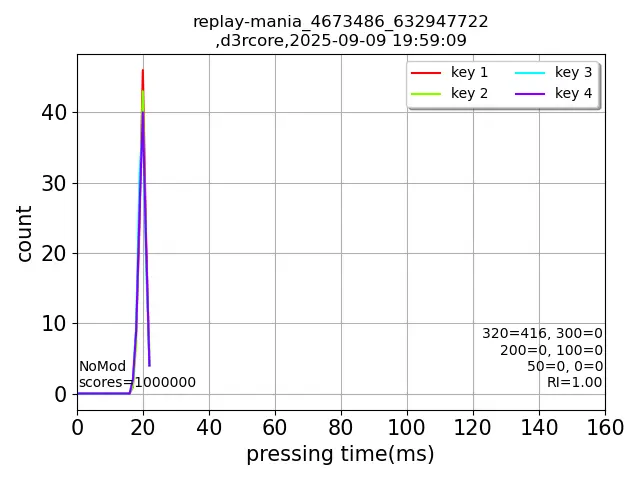 replay-mania_4673486_632947722
,d3rcore,2025-09-09 19:59:09
key 1
key 2
key 3
key 4
count
40
30
20
10
0
NoMod
scores=1000000
320=416, 300=0
200=0, 100=0
50=0, 0=0
RI=1.00
0 20 40 60 80 100 120 140 160
pressing time(ms)